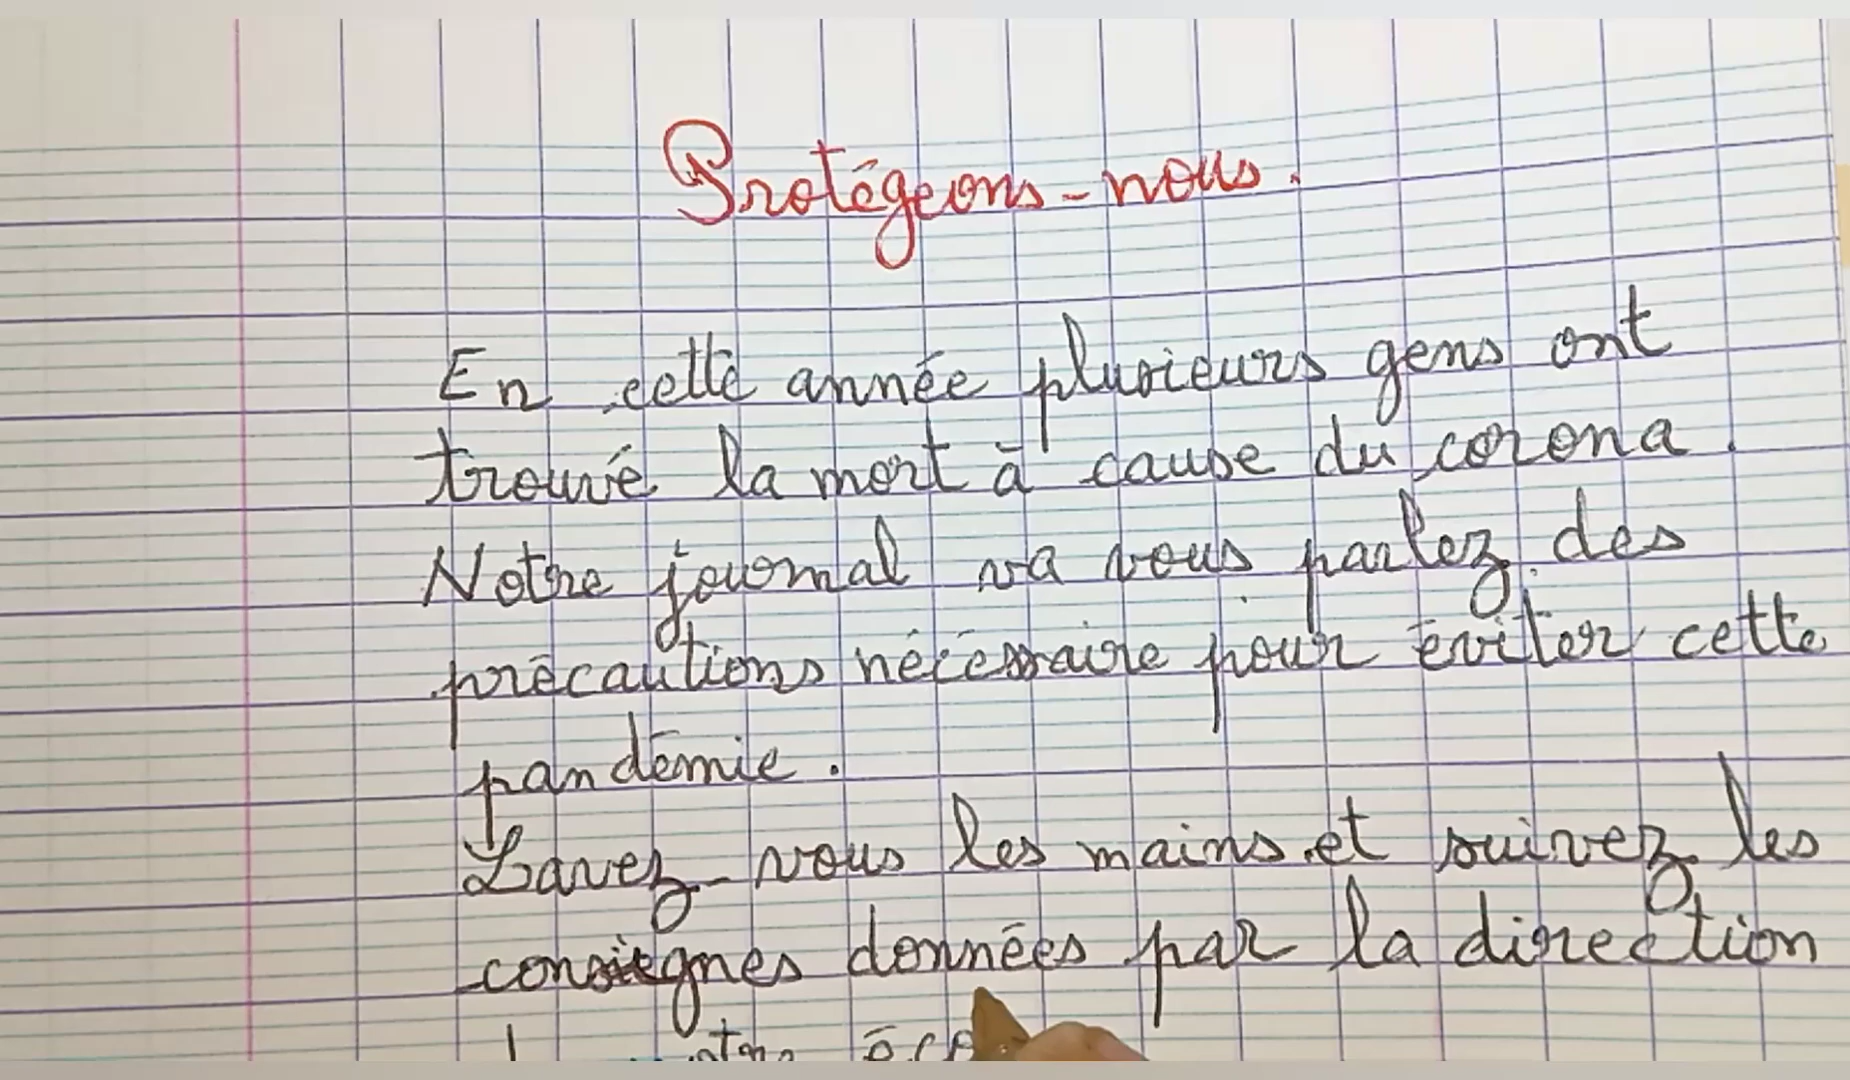 Protégeons-nous.
En cette année plusieurs gens ont
trouvé la mort à cause du corona.
Notre journal va vous parlez des
précautions nécessaire pour éviter cette
pandémie.
Lavez-vous les mains et suivez les
consignes données par la direction